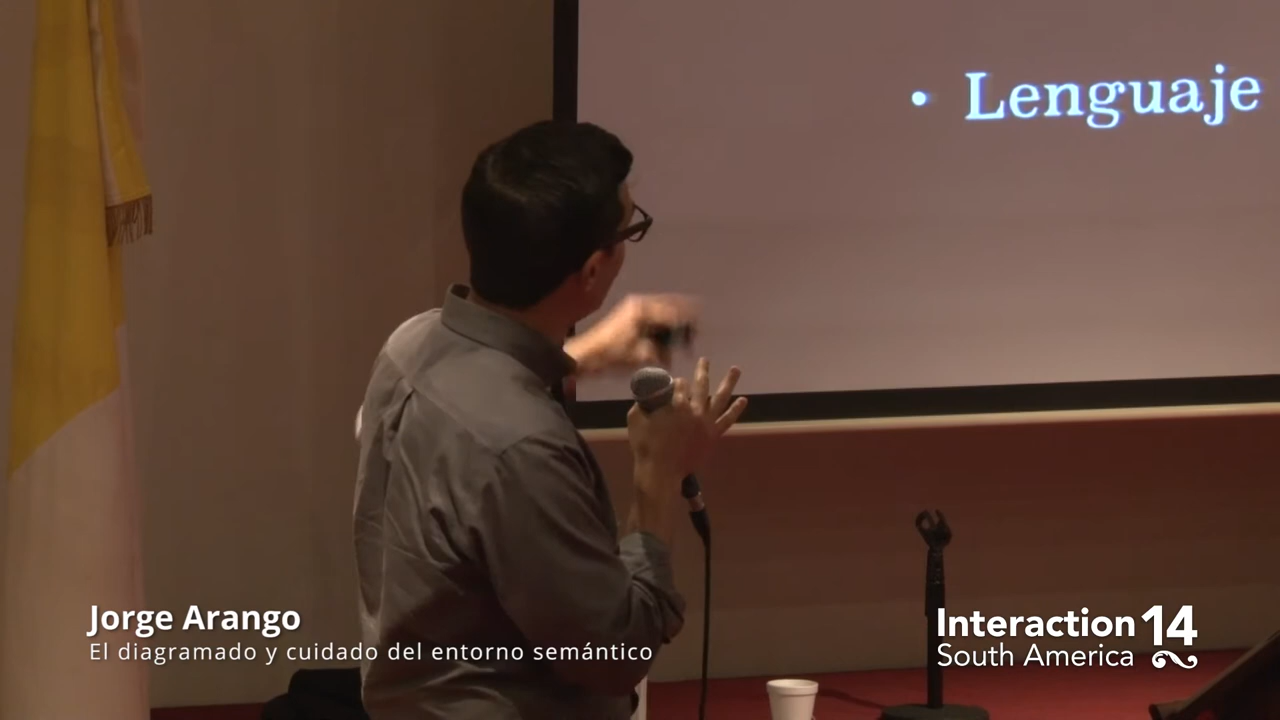 • Lenguaje
Jorge Arango
El diagramado y cuidado del entorno semántico
Interaction 14
South America